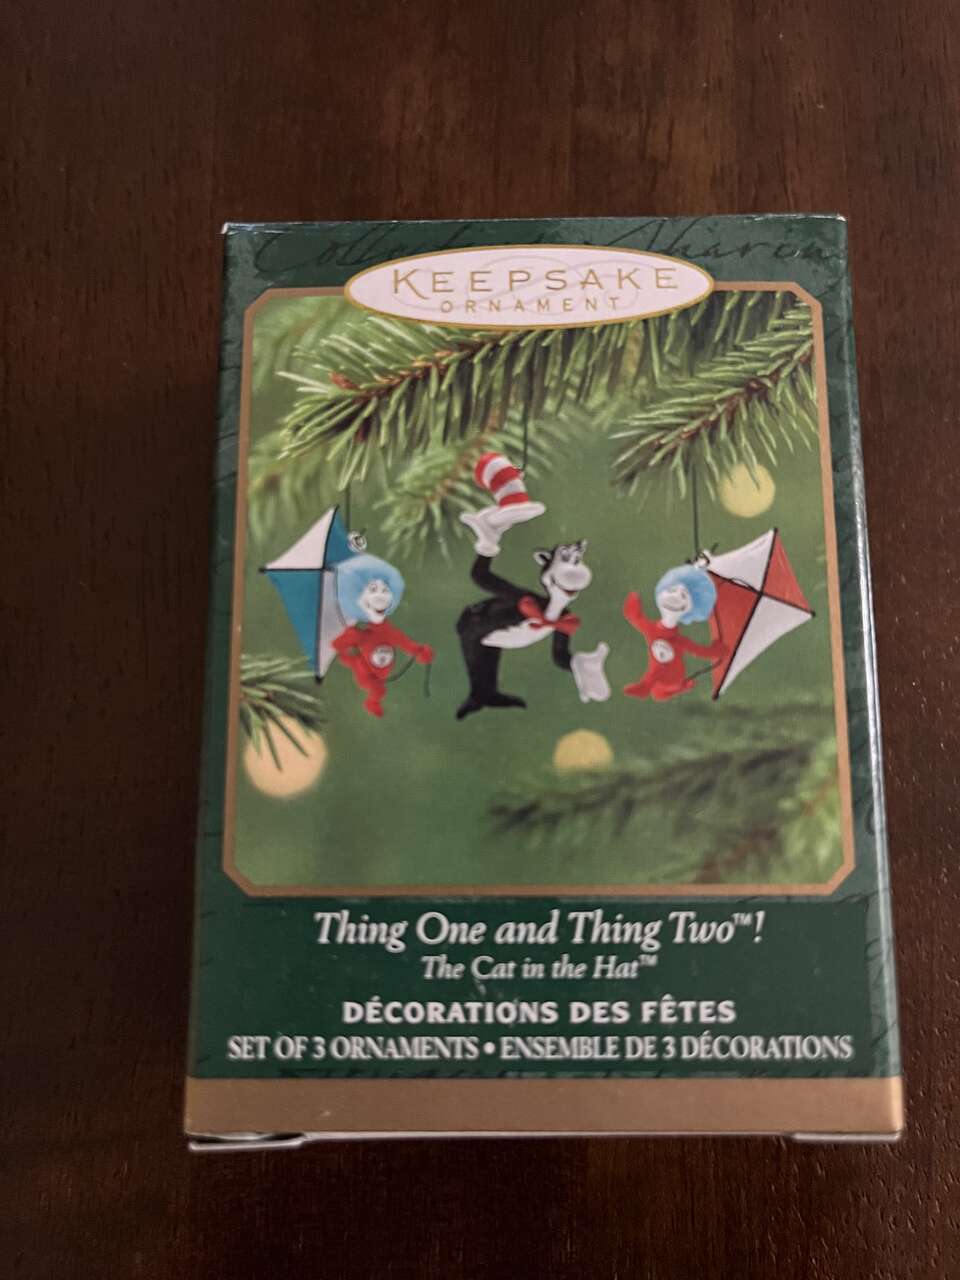 KEEPSAKE
ORNAMENT
Thing One and Thing Two™!
The Cat in the Hat™
DÉCORATIONS DES FÊTES
SET OF 3 ORNAMENTS • ENSEMBLE DE 3 DÉCORATIONS